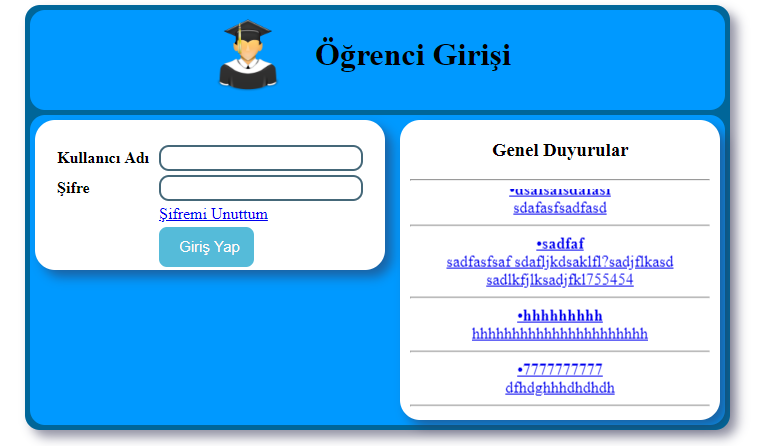 Öğrenci Girişi
Kullanıcı Adı
Şifre
Şifremi Unuttum
Giriş Yap
Genel Duyurular
sdafasfsadfasd
•sadfaf
sadfasfsaf sdafljkdsaklfl?sadjflkasd
sadlkfjlksadjfkl755454
•hhhhhhhhh
hhhhhhhhhhhhhhhhhhhhhh
•7777777777
dfhdghhhdhdhdh